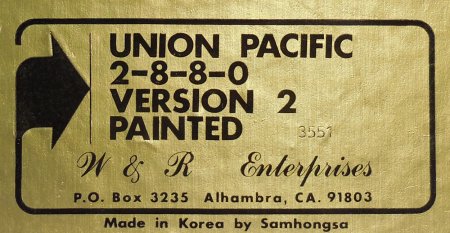 UNION PACIFIC
2-8-8-0
VERSION 2
PAINTED 3551
W & R Enterprises
P.O. Box 3235 Alhambra, CA. 91803
Made in Korea by Samhongsa